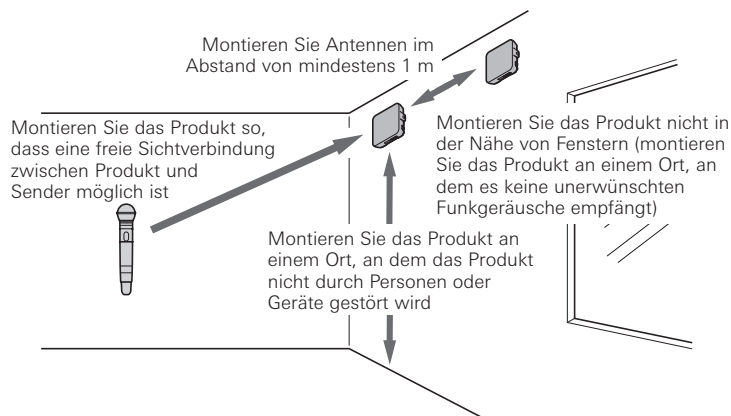 Montieren Sie Antennen im
Abstand von mindestens 1 m
Montieren Sie das Produkt so,
dass eine freie Sichtverbindung
zwischen Produkt und
Sender möglich ist
Montieren Sie das Produkt nicht in
der Nähe von Fenstern (montieren
Sie das Produkt an einem Ort, an
dem es keine unerwünschten
Funkgeräusche empfängt)
Montieren Sie das Produkt an
einem Ort, an dem das Produkt
nicht durch Personen oder
Geräte gestört wird